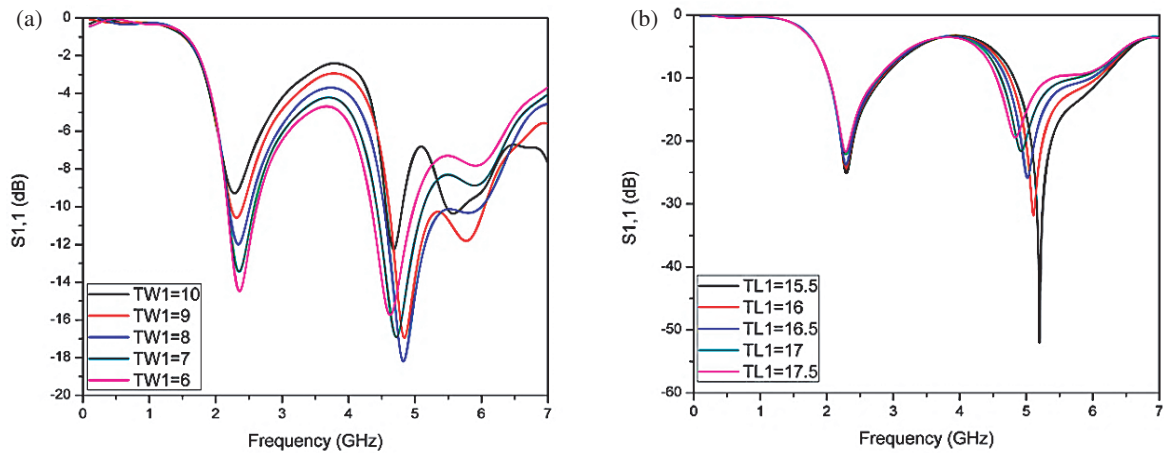 (a)
0
-2
-4
-6
-8
-10
-12
-14
-16
-18
-20
S1,1 (dB)
TW1=10
TW1=9
TW1=8
TW1=7
TW1=6
0 1 2 3 4 5 6 7
Frequency (GHz)
(b)
0
-10
-20
-30
-40
-50
-60
S1,1 (dB)
TL1=15.5
TL1=16
TL1=16.5
TL1=17
TL1=17.5
0 1 2 3 4 5 6 7
Frequency (GHz)